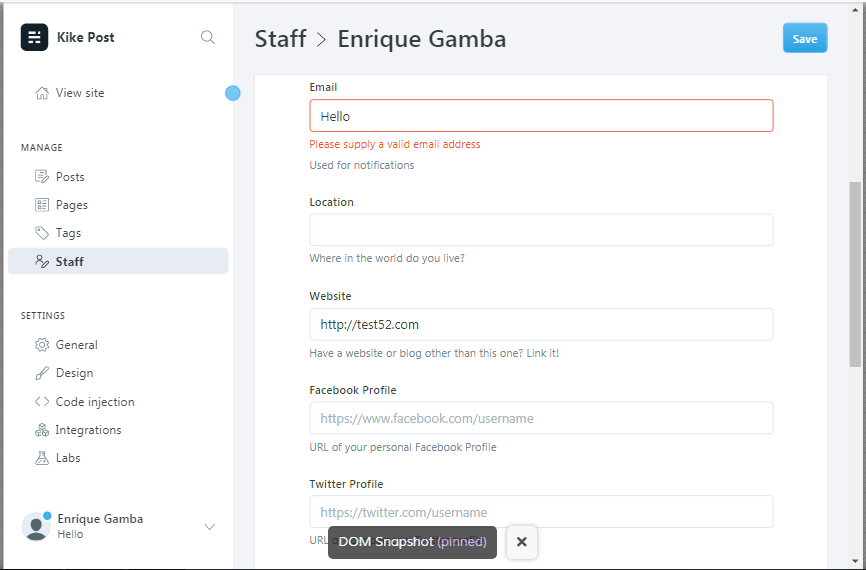 Kike Post
View site
MANAGE
Posts
Pages
Tags
Staff
SETTINGS
General
Design
Code injection
Integrations
Labs
Enrique Gamba
Hello
Staff > Enrique Gamba
Save
Email
Hello
Please supply a valid email address
Used for notifications
Location
Where in the world do you live?
Website
http://test52.com
Have a website or blog other than this one? Link it!
Facebook Profile
https://www.facebook.com/username
URL of your personal Facebook Profile
Twitter Profile
https://twitter.com/username
DOM Snapshot (pinned)